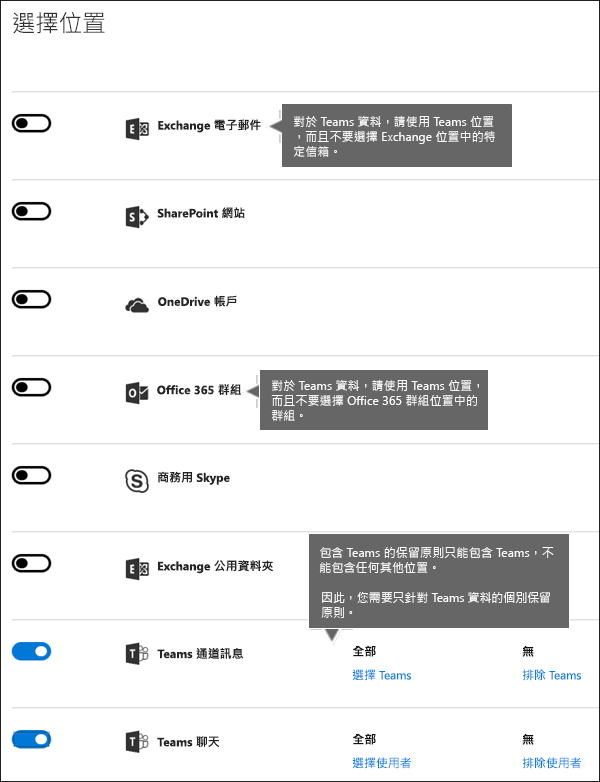 選擇位置
Exchange 電子郵件
對於 Teams 資料，請使用 Teams 位置
，而且不要選擇 Exchange 位置中的特
定信箱。
SharePoint 網站
OneDrive 帳戶
Office 365 群組
對於 Teams 資料，請使用 Teams 位置，
而且不要選擇 Office 365 群組位置中的
群組。
商務用 Skype
Exchange 公用資料夾
包含 Teams 的保留原則只能包含 Teams，不
能包含任何其他位置。
因此，您需要只針對 Teams 資料的個別保留
原則。
Teams 通道訊息
全部
無
選擇 Teams
排除 Teams
Teams 聊天
全部
無
選擇使用者
排除使用者